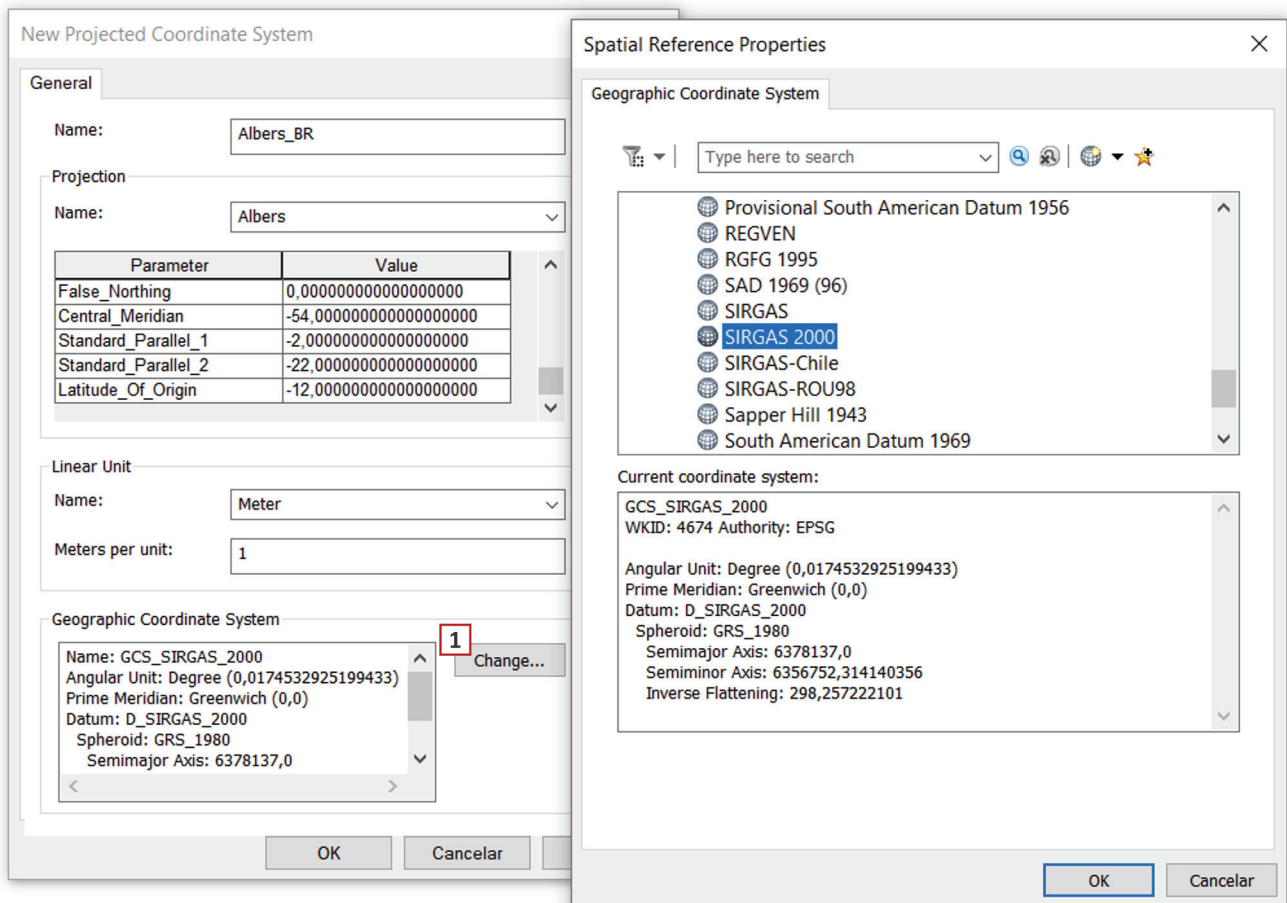 New Projected Coordinate System
General
Name: Albers_BR
Projection
Name: Albers
Parameter Value
False_Northing 0,000000000000000000
Central_Meridian -54,000000000000000000
Standard_Parallel_1 -2,000000000000000000
Standard_Parallel_2 -22,000000000000000000
Latitude_Of_Origin -12,000000000000000000
Linear Unit
Name: Meter
Meters per unit: 1
Geographic Coordinate System
Name: GCS_SIRGAS_2000
Angular Unit: Degree (0,0174532925199433)
Prime Meridian: Greenwich (0,0)
Datum: D_SIRGAS_2000
Spheroid: GRS_1980
Semimajor Axis: 6378137,0
1
Change...
OK Cancelar
Spatial Reference Properties
Geographic Coordinate System
Type here to search
Provisional South American Datum 1956
REGVEN
RGFG 1995
SAD 1969 (96)
SIRGAS
SIRGAS 2000
SIRGAS-Chile
SIRGAS-ROU98
Sapper Hill 1943
South American Datum 1969
Current coordinate system:
GCS_SIRGAS_2000
WKID: 4674 Authority: EPSG
Angular Unit: Degree (0,0174532925199433)
Prime Meridian: Greenwich (0,0)
Datum: D_SIRGAS_2000
Spheroid: GRS_1980
Semimajor Axis: 6378137,0
Semiminor Axis: 6356752,314140356
Inverse Flattening: 298,257222101
OK Cancelar